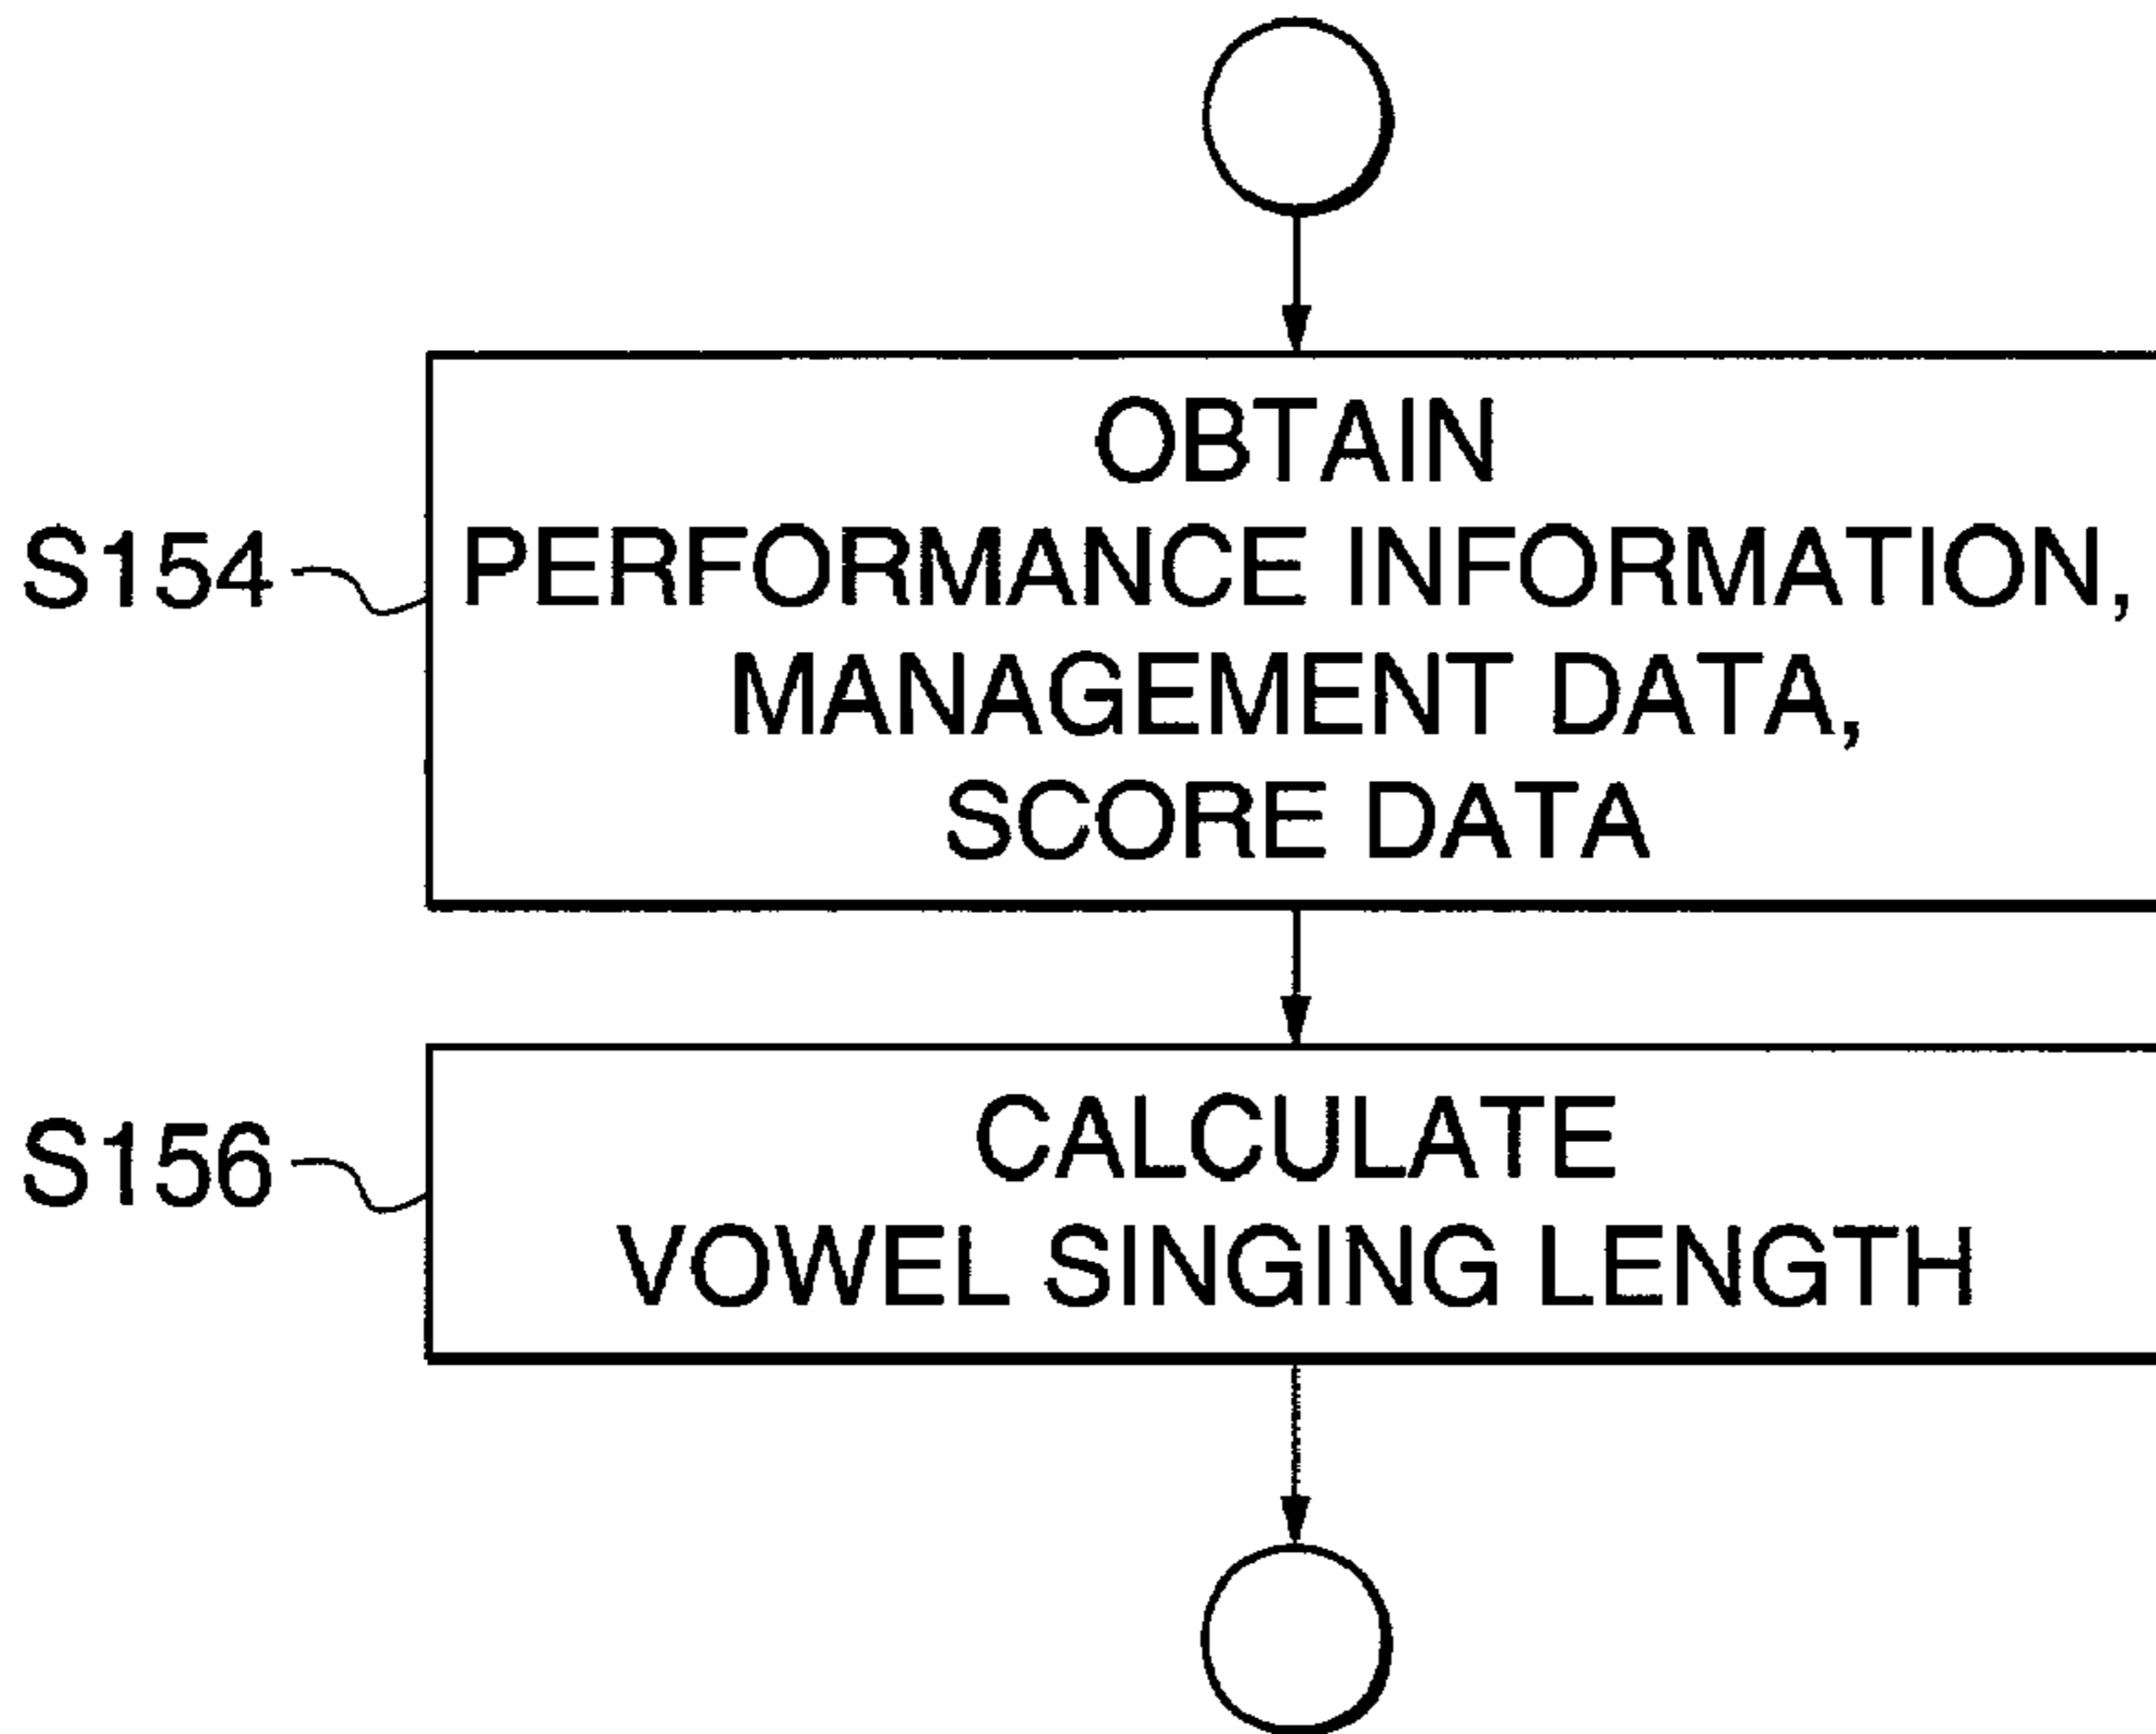 OBTAIN
S154 PERFORMANCE INFORMATION,
MANAGEMENT DATA,
SCORE DATA
CALCULATE
S156
VOWEL SINGING LENGTH